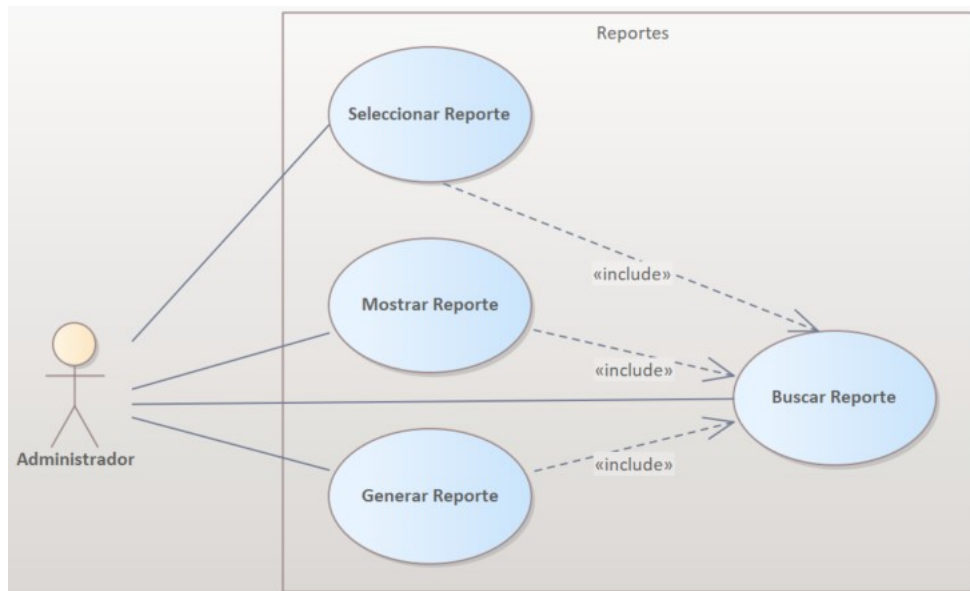 Reportes
Seleccionar Reporte
«include»
Mostrar Reporte
«include»
Buscar Reporte
Administrador
«include»
Generar Reporte